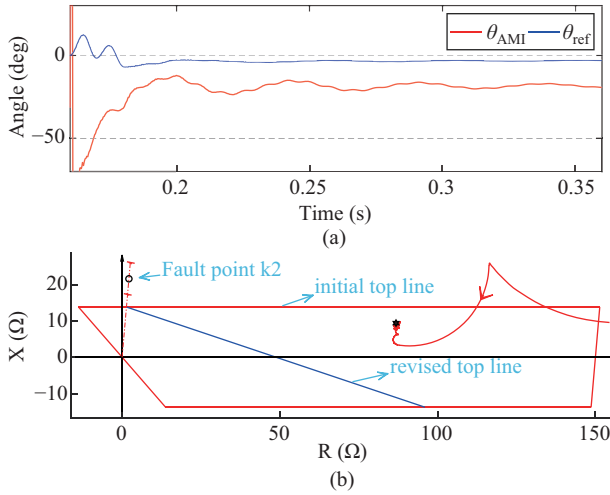 θAMI θref
0
−50
Angle (deg)
0.2 0.25 0.3 0.35
Time (s)
(a)
Fault point k2
initial top line
revised top line
20
10
0
−10
X (Ω)
0 50 100 150
R (Ω)
(b)